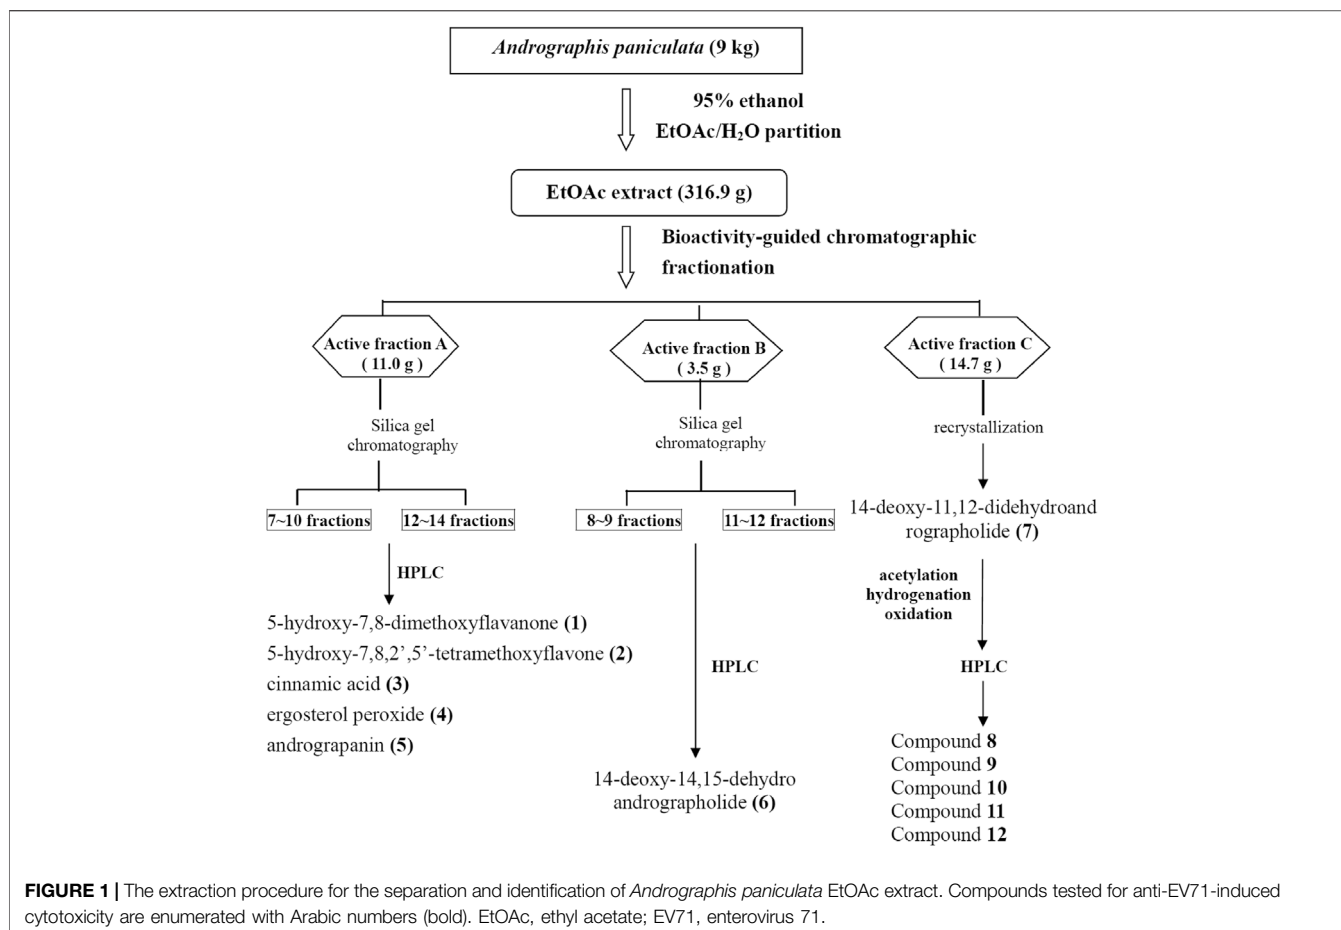 Andrographis paniculata (9 kg)
95% ethanol
EtOAc/H₂O partition
EtOAc extract (316.9 g)
Bioactivity-guided chromatographic
fractionation
Active fraction A
( 11.0 g )
Active fraction B
( 3.5 g )
Active fraction C
( 14.7 g )
Silica gel
chromatography
Silica gel
chromatography
recrystallization
7~10 fractions
12~14 fractions
8~9 fractions
11~12 fractions
14-deoxy-11,12-didehydroand
rographolide (7)
HPLC
acetylation
hydrogenation
oxidation
5-hydroxy-7,8-dimethoxyflavanone (1)
5-hydroxy-7,8,2’,5’-tetramethoxyflavone (2)
cinnamic acid (3)
ergosterol peroxide (4)
andrograpanin (5)
HPLC
HPLC
14-deoxy-14,15-dehydro
andrographolide (6)
Compound 8
Compound 9
Compound 10
Compound 11
Compound 12
FIGURE 1 | The extraction procedure for the separation and identification of Andrographis paniculata EtOAc extract. Compounds tested for anti-EV71-induced
cytotoxicity are enumerated with Arabic numbers (bold). EtOAc, ethyl acetate; EV71, enterovirus 71.